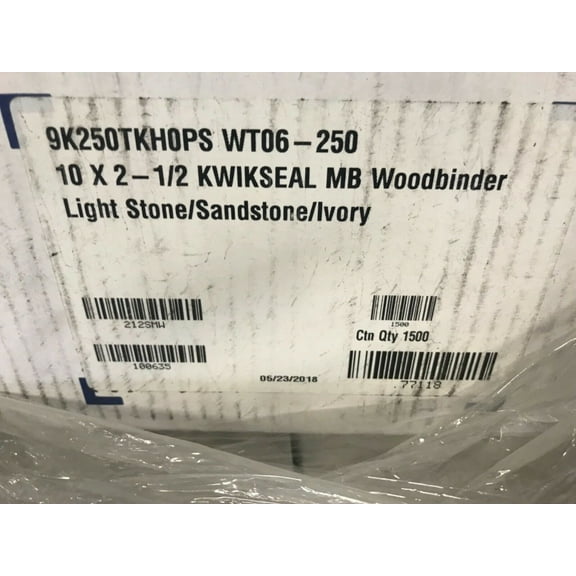 9K250TKH0PS WT06-250
10 X 2-1/2 KWIKSEAL MB Woodbinder
Light Stone/Sandstone/Ivory
212SMW
1500
Ctn Qty 1500
100635
05/23/2018
77118